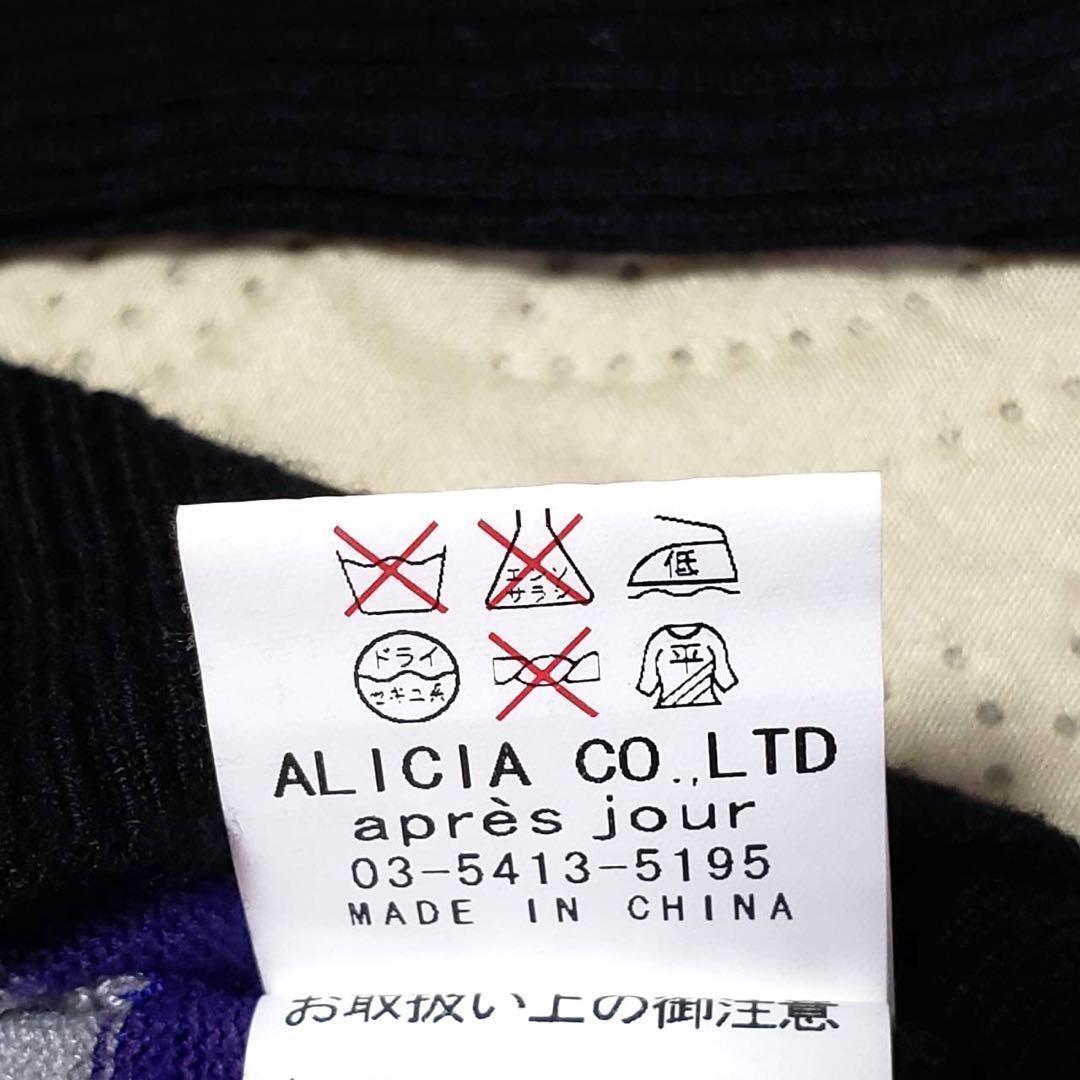 エンソ
サラシ
低
ドライ
セキユ系
平
ALICIA CO.,LTD
après jour
03-5413-5195
MADE IN CHINA
お取扱い上の御注意